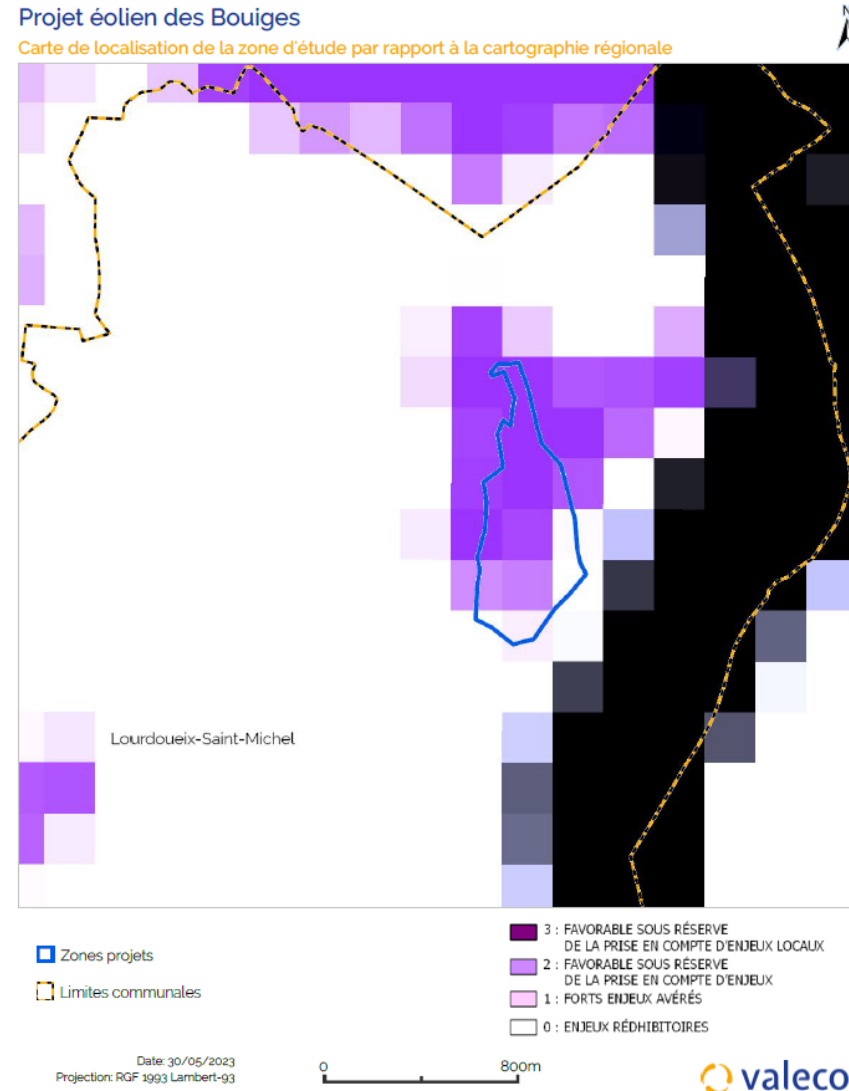 Projet éolien des Bouiges
N
Carte de localisation de la zone d'étude par rapport à la cartographie régionale
Lourdoueix-Saint-Michel
Zones projets
Limites communales
3 : FAVORABLE SOUS RÉSERVE
DE LA PRISE EN COMPTE D'ENJEUX LOCAUX
2 : FAVORABLE SOUS RÉSERVE
DE LA PRISE EN COMPTE D'ENJEUX
1 : FORTS ENJEUX AVÉRÉS
0 : ENJEUX RÉDHIBITOIRES
Date: 30/05/2023
Projection: RGF 1993 Lambert-93
0 800m
valeco